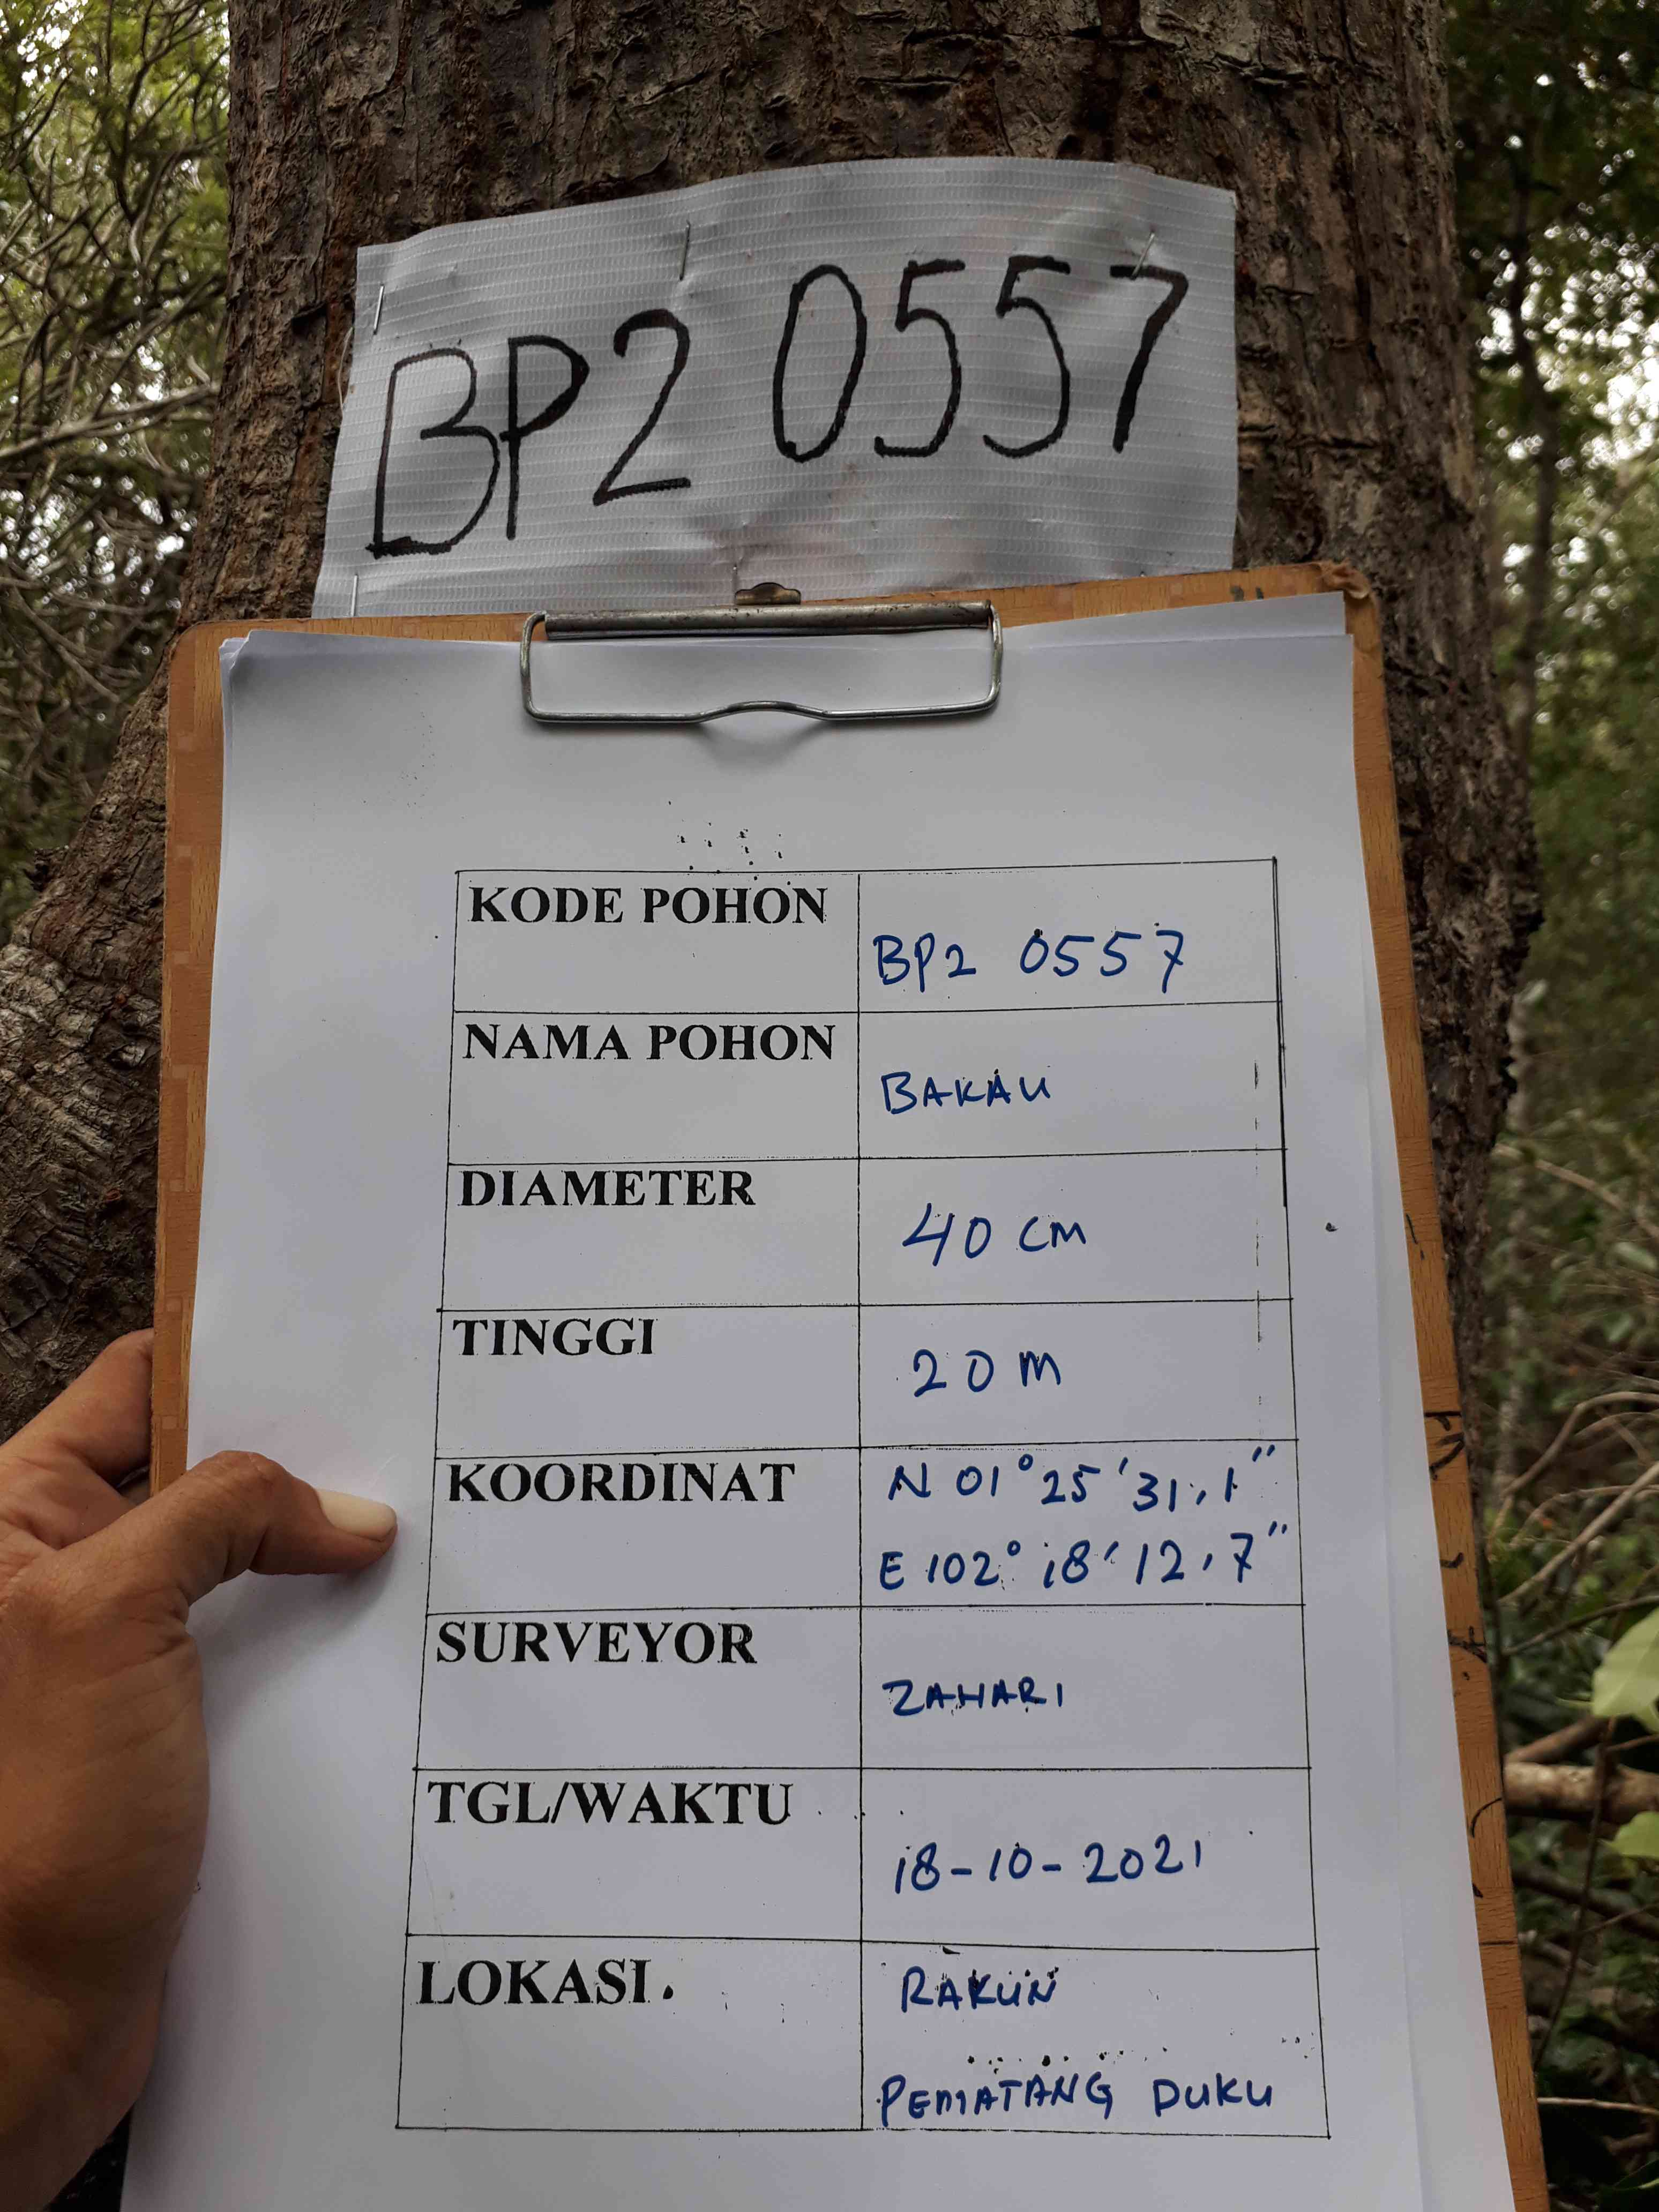 BP2 0557
KODE POHON
BP2 0557
NAMA POHON
BAKAU
DIAMETER
40 CM
TINGGI
20 M
KOORDINAT
N 01° 25' 31,1"
E 102° 18' 12,7"
SURVEYOR
ZAHARI
TGL/WAKTU
18-10-2021
LOKASI.
RAKUN
PEMATANG DUKU